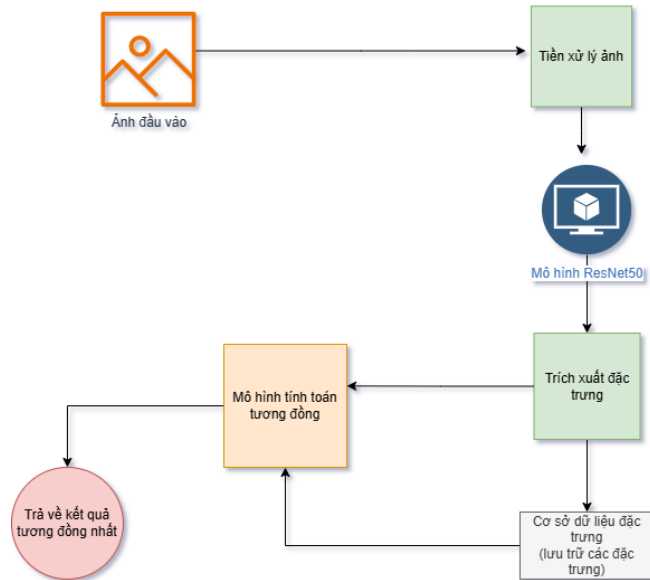 Tiền xử lý ảnh
Ảnh đầu vào
Mô hình ResNet50
Trích xuất đặc
trưng
Mô hình tính toán
tương đồng
Trả về kết quả
tương đồng nhất
Cơ sở dữ liệu đặc
trưng
(lưu trữ các đặc
trưng)